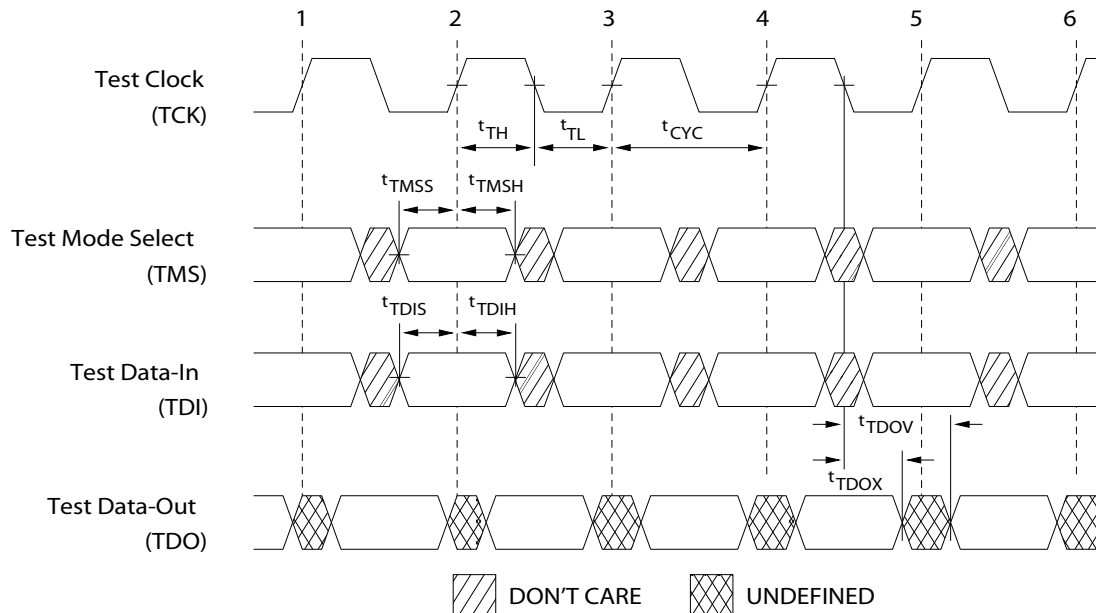 1 2 3 4 5 6
Test Clock
(TCK)
tTH tTL tCYC
tTMSS tTMSH
Test Mode Select
(TMS)
tTDIS tTDIH
Test Data-In
(TDI)
tTDOV
tTDOX
Test Data-Out
(TDO)
DON'T CARE UNDEFINED